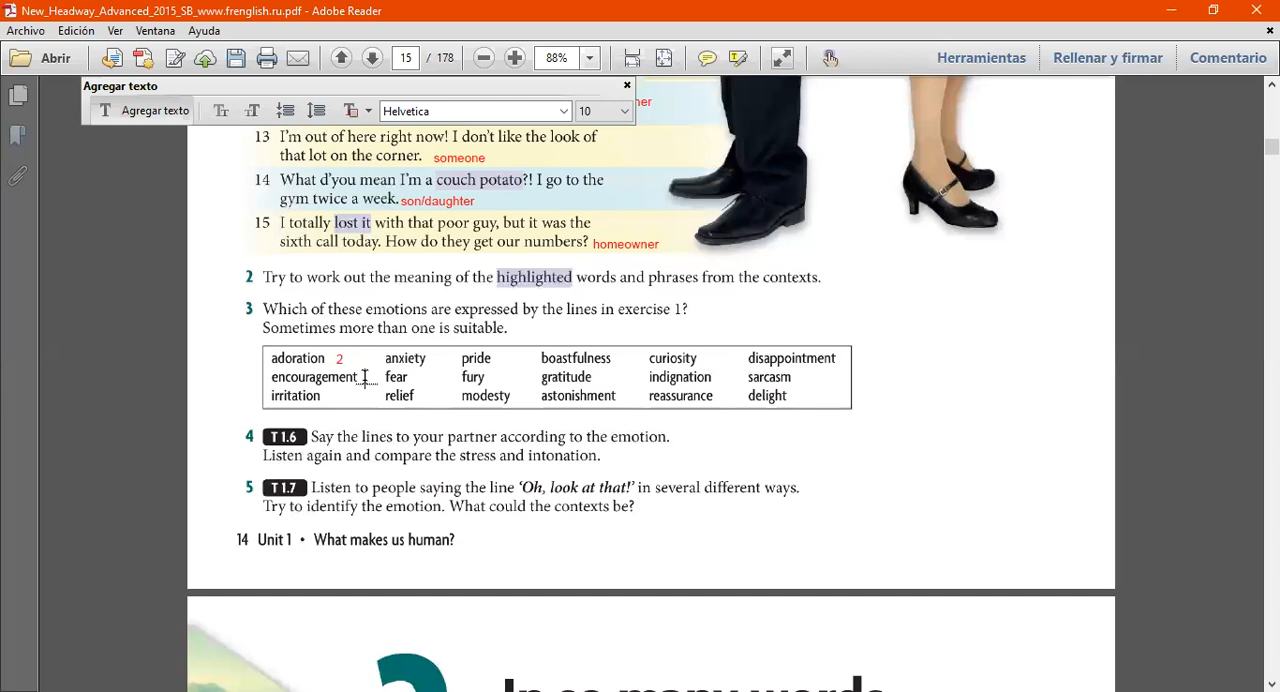 New_Headway_Advanced_2015_SB_www.frenglish.ru.pdf - Adobe Reader
Archivo Edición Ver Ventana Ayuda
Abrir 15 / 178 88% Herramientas Rellenar y firmar Comentario
Agregar texto
T Agregar texto Helvetica 10
ner
13 I'm out of here right now! I don't like the look of
that lot on the corner. someone
14 What d'you mean I'm a couch potato?! I go to the
gym twice a week. son/daughter
15 I totally lost it with that poor guy, but it was the
sixth call today. How do they get our numbers? homeowner
2 Try to work out the meaning of the highlighted words and phrases from the contexts.
3 Which of these emotions are expressed by the lines in exercise 1?
Sometimes more than one is suitable.
adoration 2 anxiety pride boastfulness curiosity disappointment
encouragement fear fury gratitude indignation sarcasm
irritation relief modesty astonishment reassurance delight
4 T 1.6 Say the lines to your partner according to the emotion.
Listen again and compare the stress and intonation.
5 T 1.7 Listen to people saying the line 'Oh, look at that!' in several different ways.
Try to identify the emotion. What could the contexts be?
14 Unit 1 • What makes us human?
2 In so many words